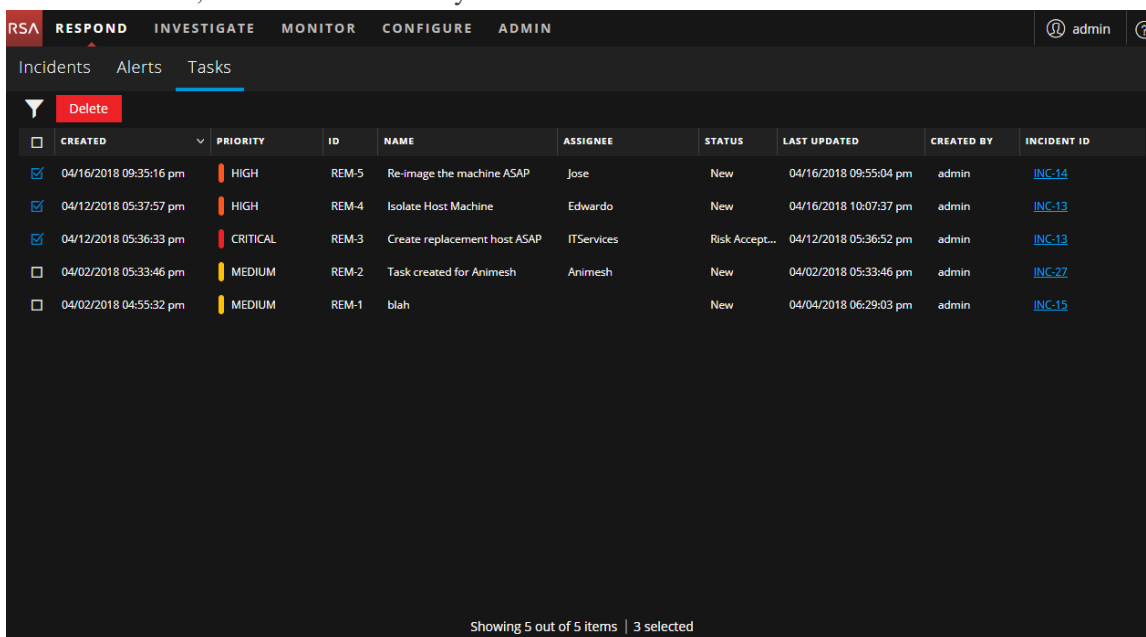 RSA RESPOND INVESTIGATE MONITOR CONFIGURE ADMIN admin
Incidents Alerts Tasks
Delete
CREATED PRIORITY ID NAME ASSIGNEE STATUS LAST UPDATED CREATED BY INCIDENT ID
04/16/2018 09:35:16 pm HIGH REM-5 Re-image the machine ASAP Jose New 04/16/2018 09:55:04 pm admin INC-14
04/12/2018 05:37:57 pm HIGH REM-4 Isolate Host Machine Edwardo New 04/16/2018 10:07:37 pm admin INC-13
04/12/2018 05:36:33 pm CRITICAL REM-3 Create replacement host ASAP ITServices Risk Accept... 04/12/2018 05:36:52 pm admin INC-13
04/02/2018 05:33:46 pm MEDIUM REM-2 Task created for Animesh Animesh New 04/02/2018 05:33:46 pm admin INC-27
04/02/2018 04:55:32 pm MEDIUM REM-1 blah New 04/04/2018 06:29:03 pm admin INC-15
Showing 5 out of 5 items | 3 selected